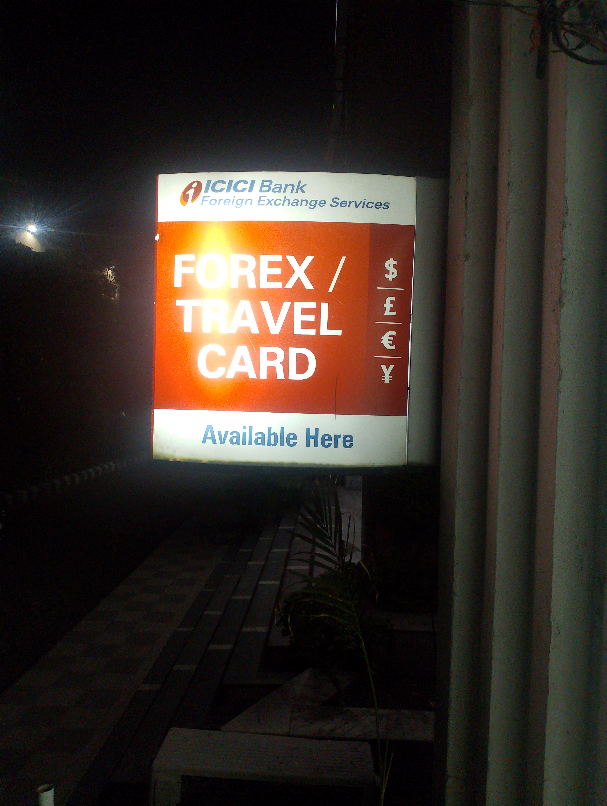 ICICI Bank
Foreign Exchange Services
FOREX /
TRAVEL
CARD
$
£
€
¥
Available Here